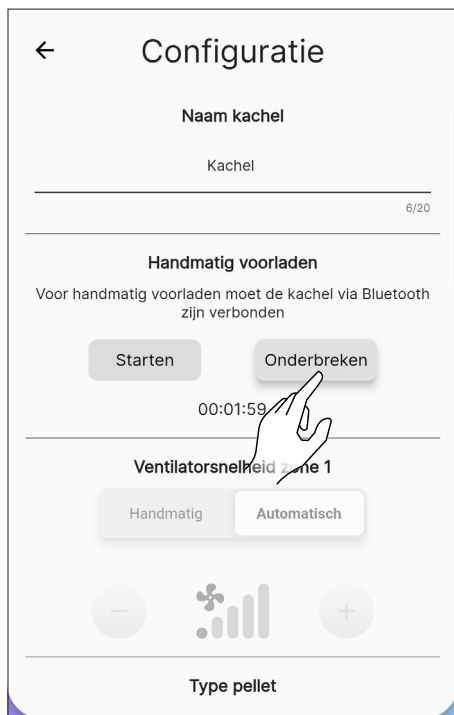 Configuratie
Naam kachel
Kachel
6/20
Handmatig voorladen
Voor handmatig voorladen moet de kachel via Bluetooth
zijn verbonden
Starten
Onderbreken
00:01:59
Ventilatorsnelheid zone 1
Handmatig
Automatisch
Type pellet